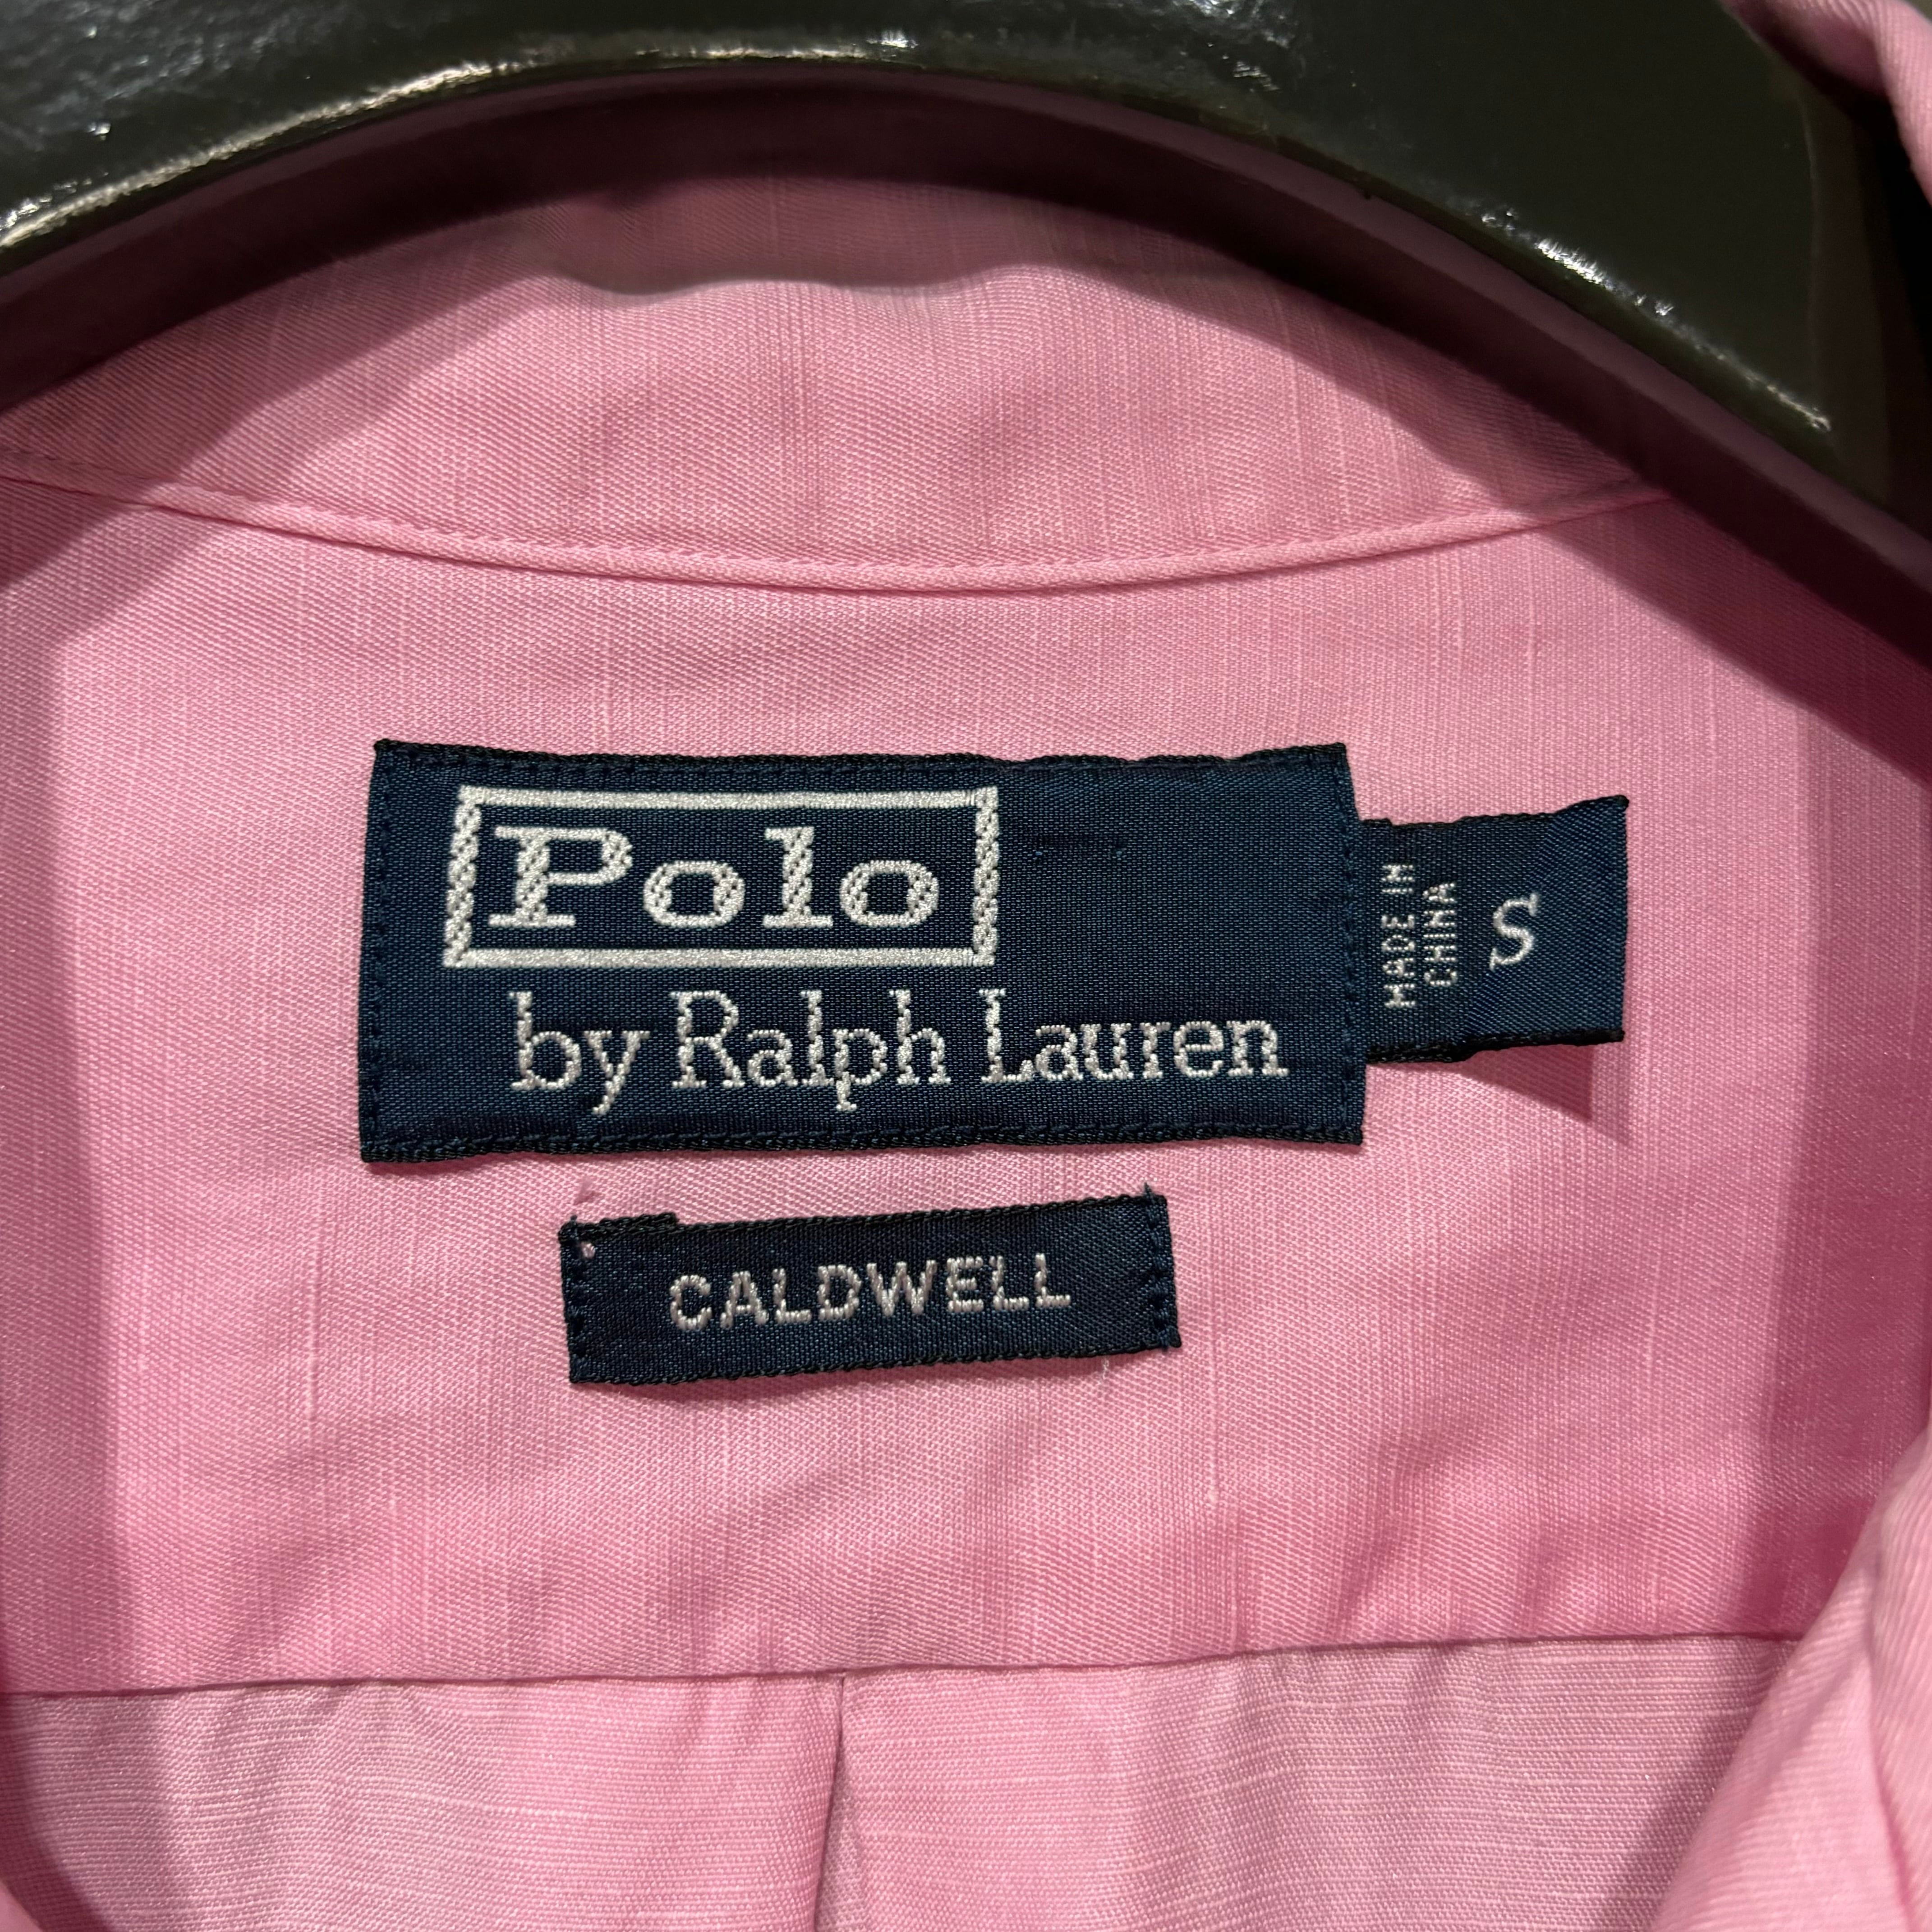 Polo
by Ralph Lauren
MADE IN
CHINA
S
CALDWELL